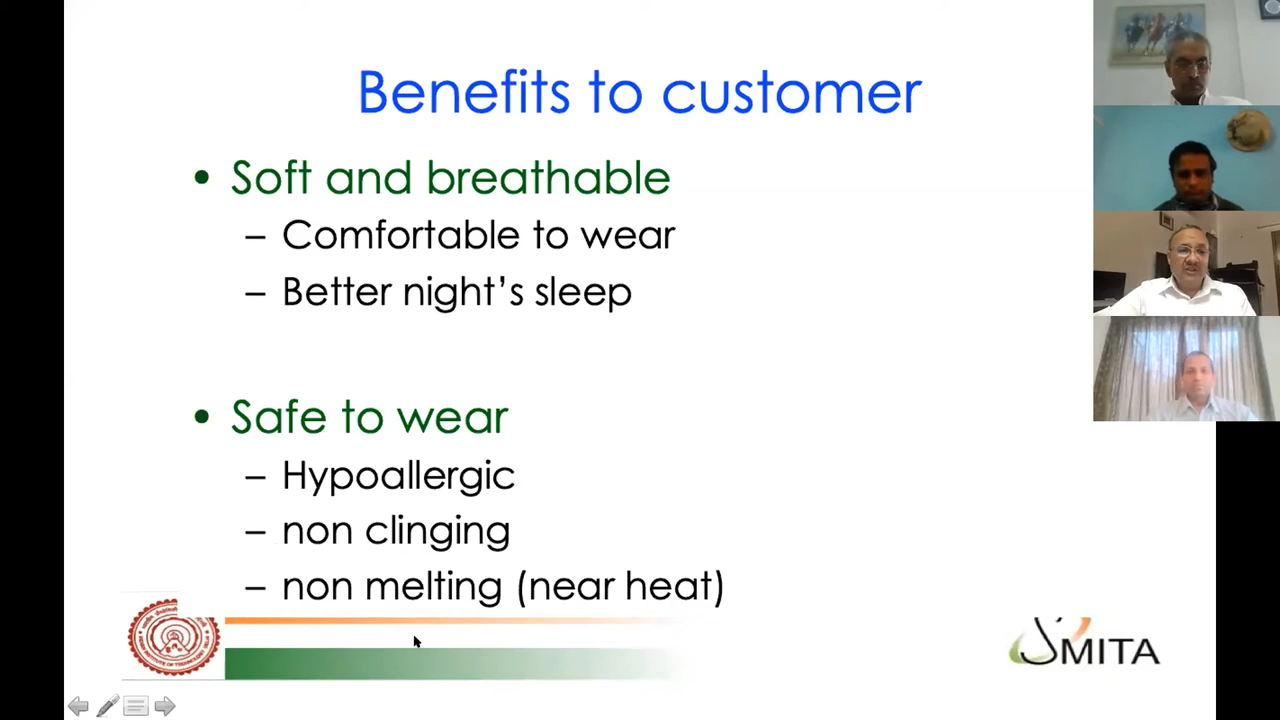 Benefits to customer
• Soft and breathable
– Comfortable to wear
– Better night’s sleep
• Safe to wear
– Hypoallergic
– non clinging
– non melting (near heat)
SMITA